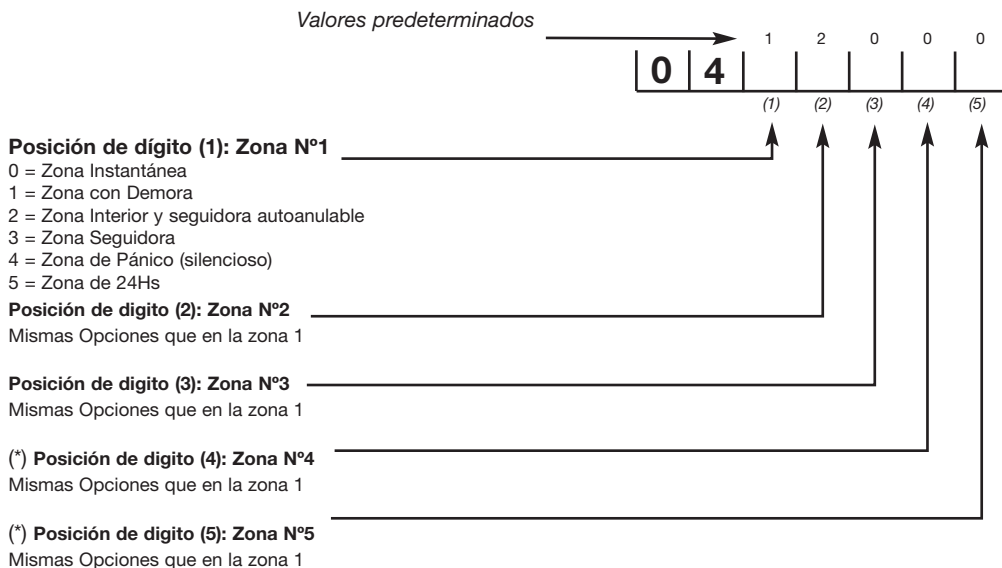 Valores predeterminados
1 2 0 0 0
0 4
(1) (2) (3) (4) (5)
Posición de dígito (1): Zona Nº1
0 = Zona Instantánea
1 = Zona con Demora
2 = Zona Interior y seguidora autoanulable
3 = Zona Seguidora
4 = Zona de Pánico (silencioso)
5 = Zona de 24Hs
Posición de digito (2): Zona Nº2
Mismas Opciones que en la zona 1
Posición de digito (3): Zona Nº3
Mismas Opciones que en la zona 1
(*) Posición de digito (4): Zona Nº4
Mismas Opciones que en la zona 1
(*) Posición de digito (5): Zona Nº5
Mismas Opciones que en la zona 1